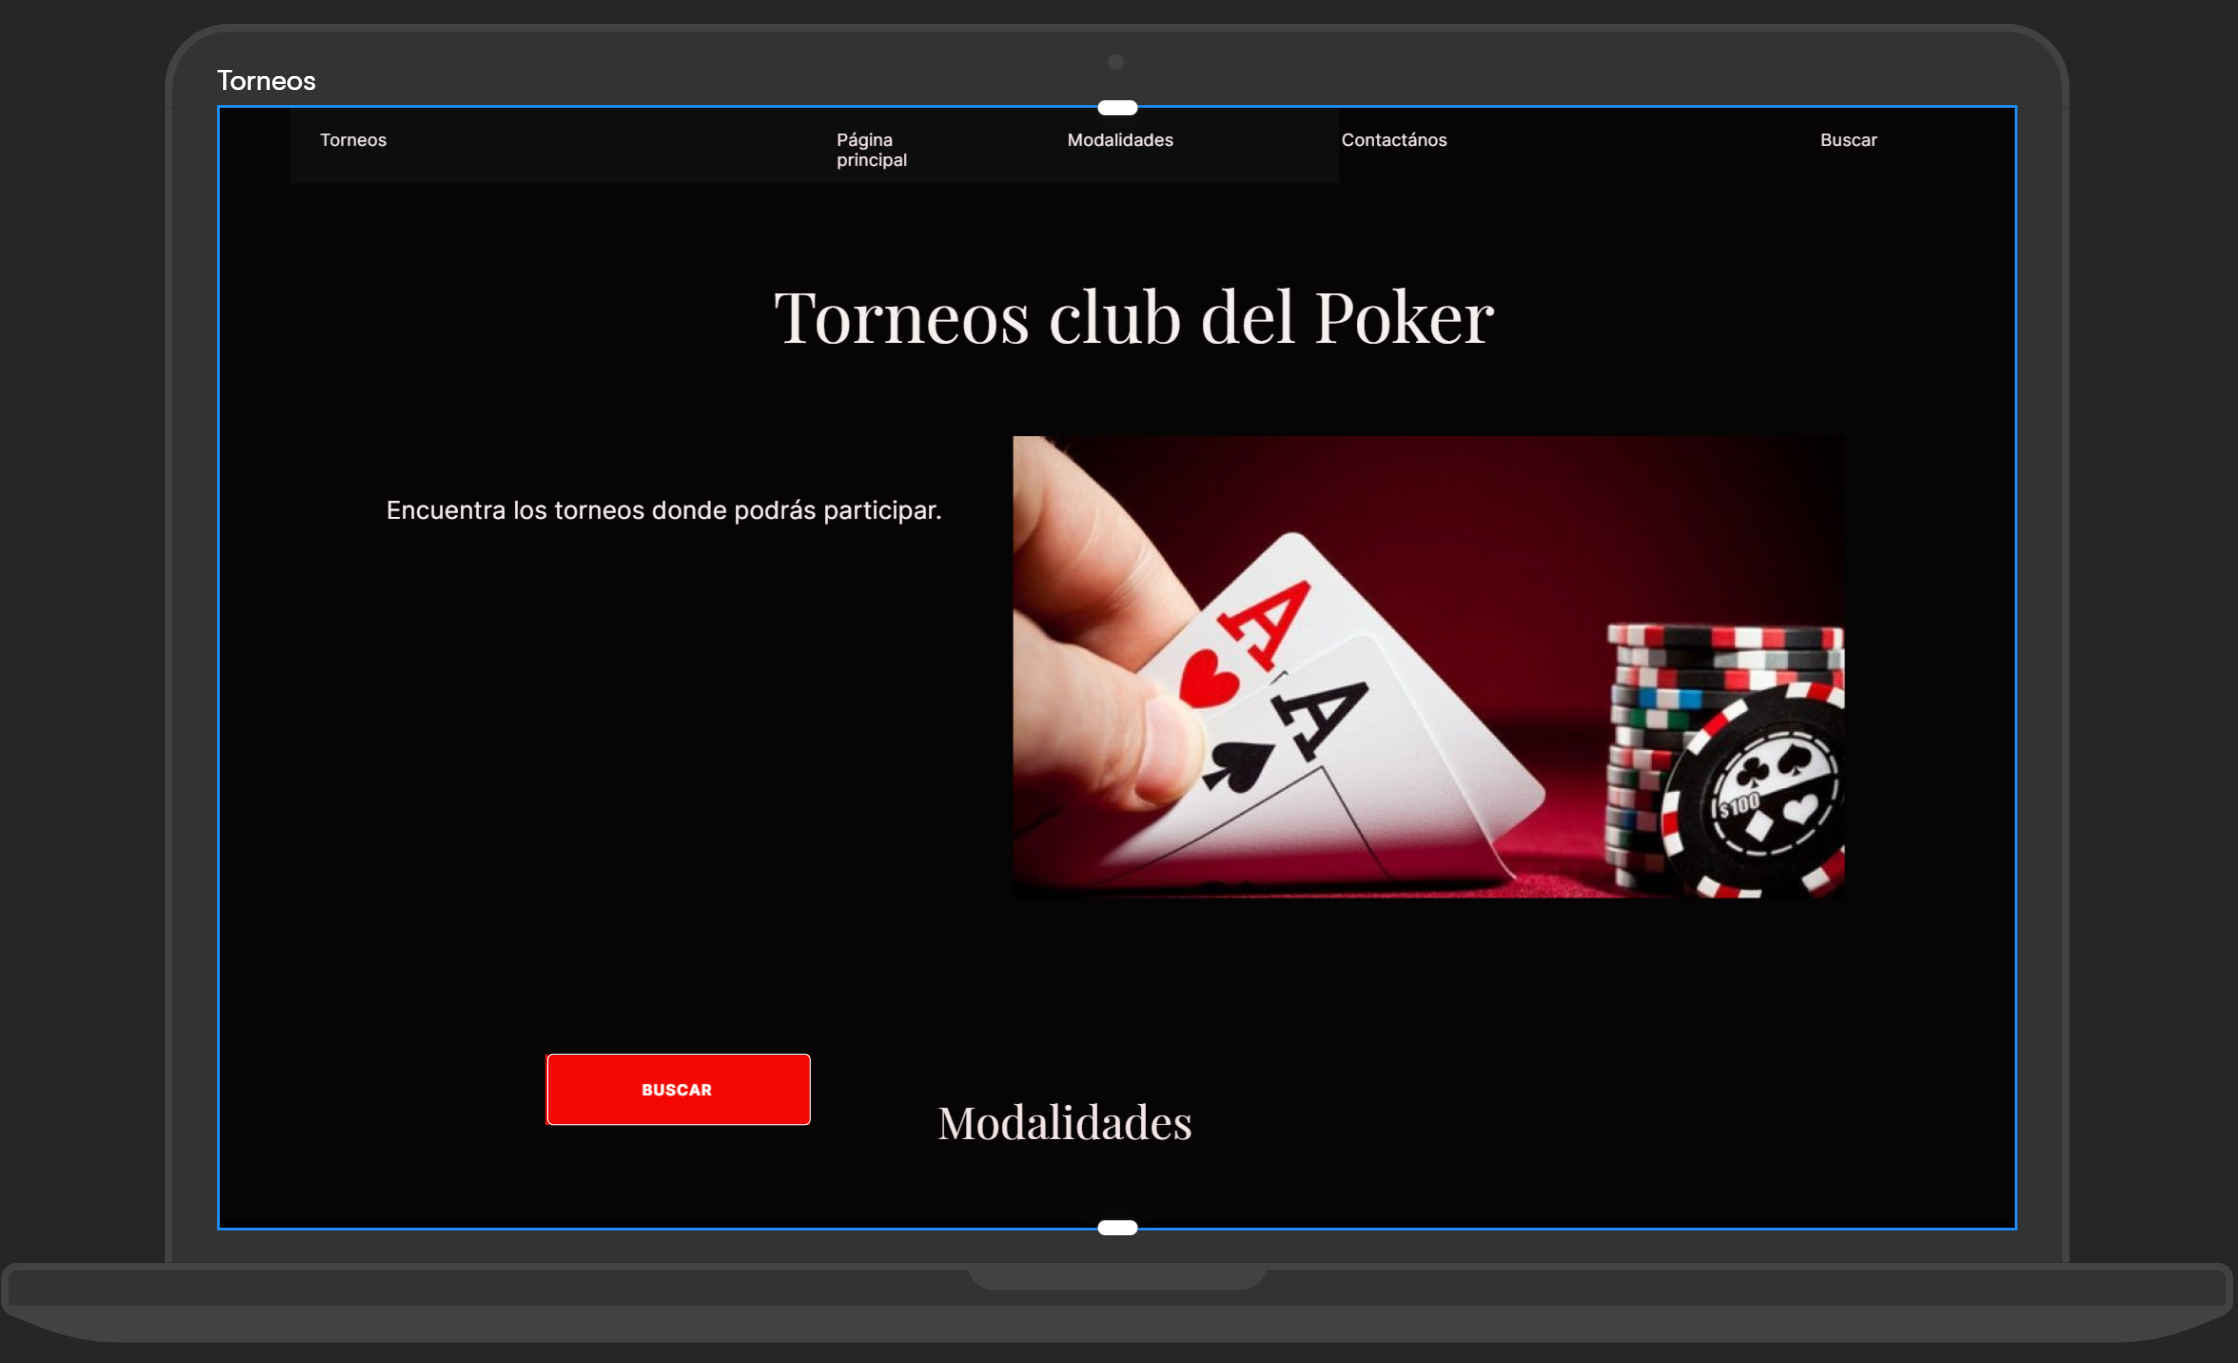 Torneos
Torneos
Página
principal
Modalidades
Contactános
Buscar
Torneos club del Poker
Encuentra los torneos donde podrás participar.
A
A
$100
BUSCAR
Modalidades